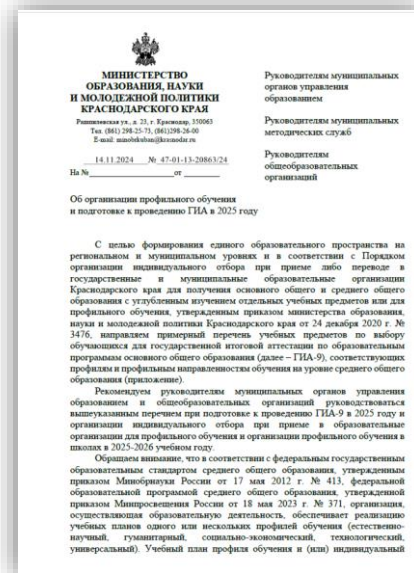 МИНИСТЕРСТВО
ОБРАЗОВАНИЯ, НАУКИ
И МОЛОДЕЖНОЙ ПОЛИТИКИ
КРАСНОДАРСКОГО КРАЯ
Рашпилевская ул., д. 23, г. Краснодар, 350063
Тел. (861) 298-25-73, (861)298-26-00
E-mail: minobrkuban@krasnodar.ru
14.11.2024 № 47-01-13-20863/24
На № от
Руководителям муниципальных
органов управления
образованием
Руководителям муниципальных
методических служб
Руководителям
общеобразовательных
организаций
Об организации профильного обучения
и подготовке к проведению ГИА в 2025 году
С целью формирования единого образовательного пространства на
региональном и муниципальном уровнях и в соответствии с Порядком
организации индивидуального отбора при приеме либо переводе в
государственные и муниципальные образовательные организации
Краснодарского края для получения основного общего и среднего общего
образования с углубленным изучением отдельных учебных предметов или для
профильного обучения, утвержденным приказом министерства образования,
науки и молодежной политики Краснодарского края от 24 декабря 2020 г. №
3476, направляем примерный перечень учебных предметов по выбору
обучающихся для государственной итоговой аттестации по образовательным
программам основного общего образования (далее – ГИА-9), соответствующих
профилям и профильным направленностям обучения на уровне среднего общего
образования (приложение).
Рекомендуем руководителям муниципальных органов управления
образованием и общеобразовательных организаций руководствоваться
вышеуказанным перечнем при подготовке к проведению ГИА-9 в 2025 году и
организации индивидуального отбора при приеме в образовательные
организации для профильного обучения и организации профильного обучения в
школах в 2025-2026 учебном году.
Обращаем внимание, что в соответствии с федеральным государственным
образовательным стандартом среднего общего образования, утвержденным
приказом Минобрнауки России от 17 мая 2012 г. № 413, федеральной
образовательной программой среднего общего образования, утвержденной
приказом Минпросвещения России от 18 мая 2023 г. № 371, организация,
осуществляющая образовательную деятельность, обеспечивает реализацию
учебных планов одного или нескольких профилей обучения (естественно-
научный, гуманитарный, социально-экономический, технологический,
универсальный). Учебный план профиля обучения и (или) индивидуальный